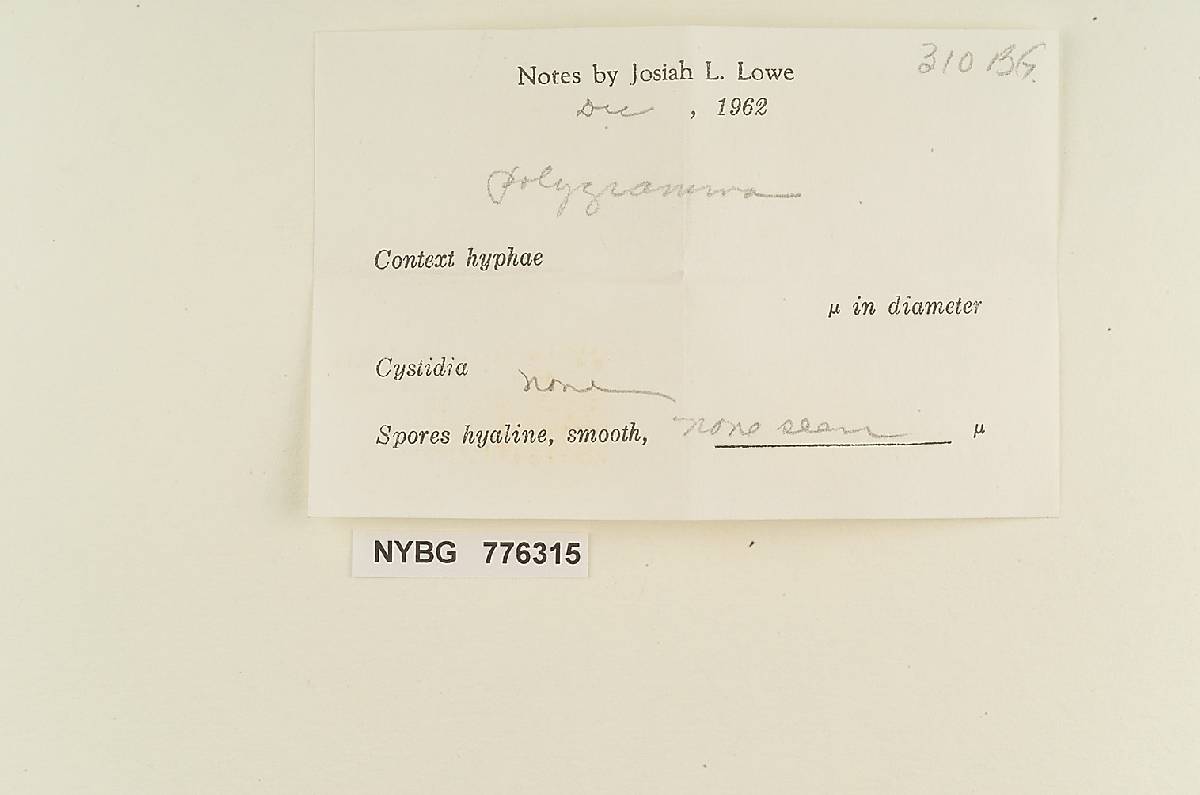 310 BG.
Notes by Josiah L. Lowe
Dec , 1962
polygramma
Context hyphae
µ in diameter
Cystidia none
Spores hyaline, smooth, none seen µ
NYBG 776315